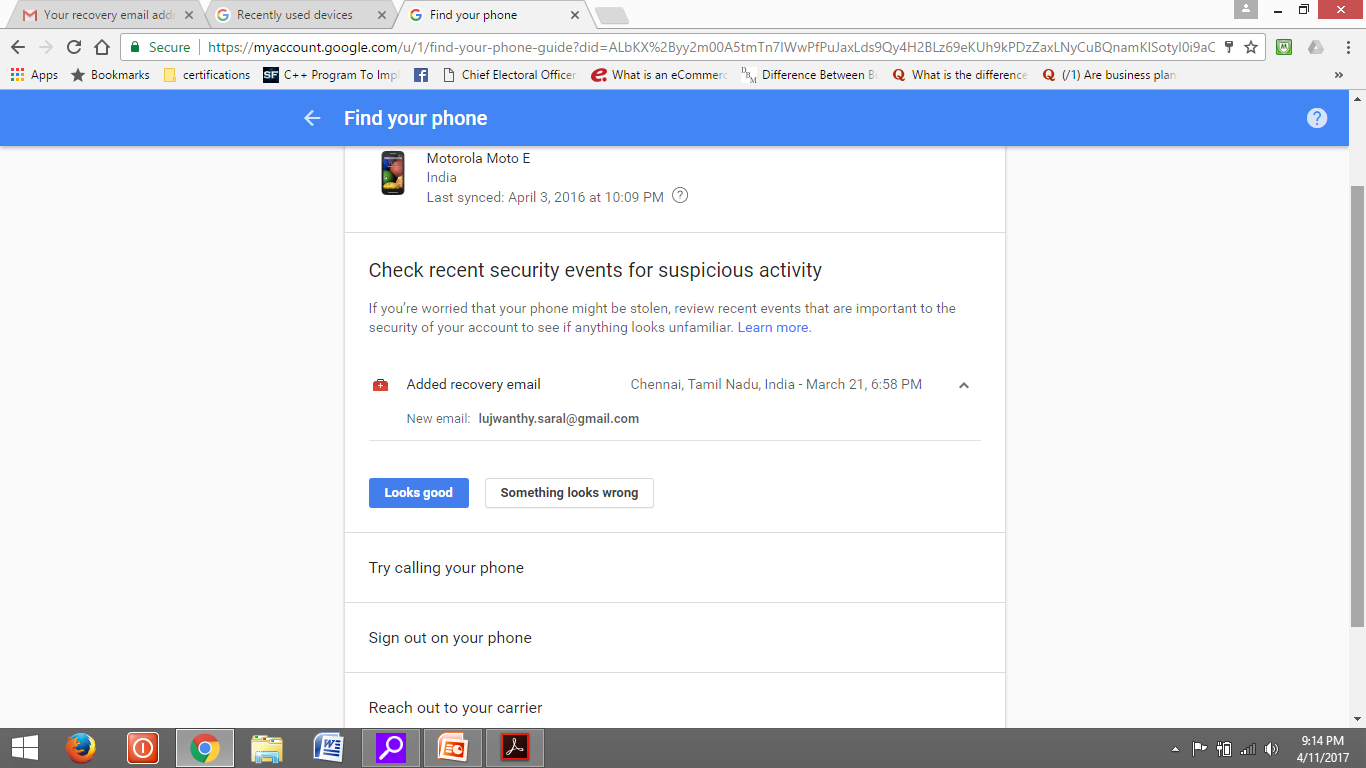 Your recovery email add
Recently used devices
Find your phone
Secure
https://myaccount.google.com/u/1/find-your-phone-guide?did=ALbKX%2Byy2m00A5tmTn7IWwPfPuJaxLds9Qy4H2BLz69eKUh9kPDzZaxLNyCuBQnamKlSotyI0i9aC
Apps
Bookmarks
certifications
SF C++ Program To Impl
Chief Electoral Officer
What is an eCommerc
DBM Difference Between B
Q What is the difference
Q (/1) Are business plan
Find your phone
Motorola Moto E
India
Last synced: April 3, 2016 at 10:09 PM
Check recent security events for suspicious activity
If you’re worried that your phone might be stolen, review recent events that are important to the
security of your account to see if anything looks unfamiliar. Learn more.
Added recovery email
Chennai, Tamil Nadu, India - March 21, 6:58 PM
New email: lujwanthy.saral@gmail.com
Looks good
Something looks wrong
Try calling your phone
Sign out on your phone
Reach out to your carrier
9:14 PM
4/11/2017